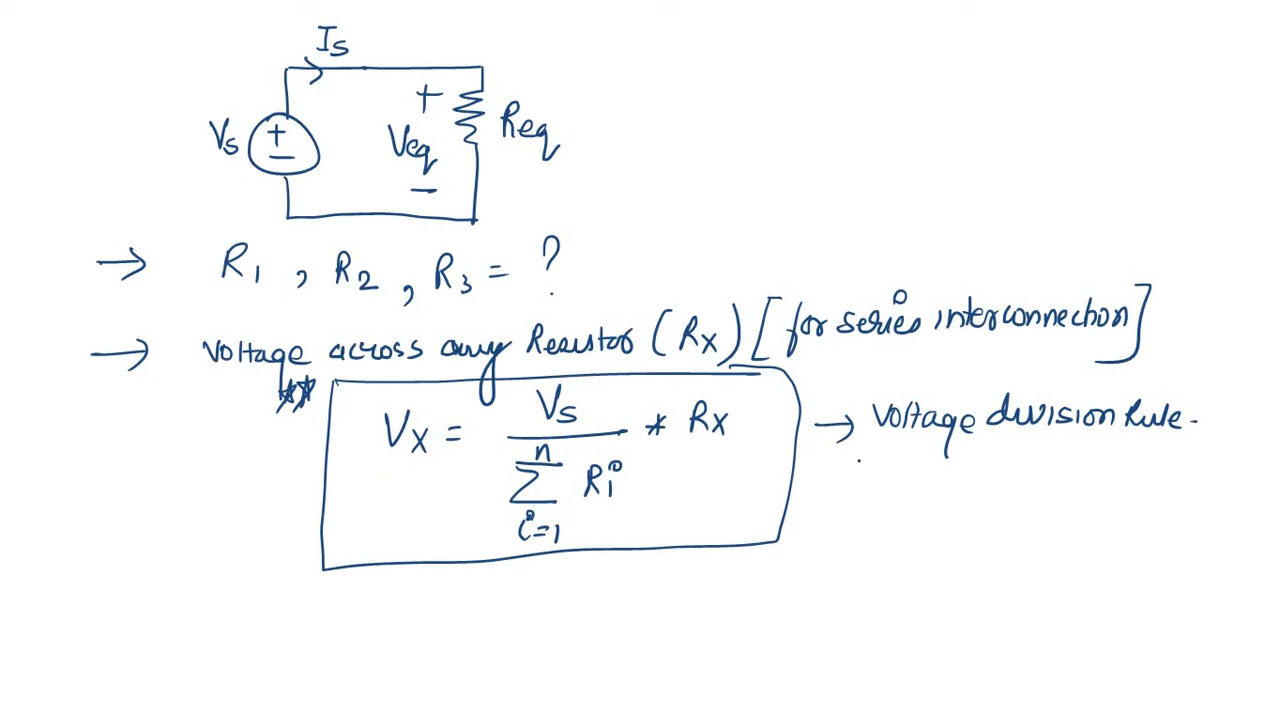 Is
Vs + − + Veq − Req
→ R1, R2, R3 = ?
→ Voltage across any Resistor (Rx) [for series interconnection]
** Vx = Vs / n Σ i=1 Ri * Rx → Voltage division Rule.